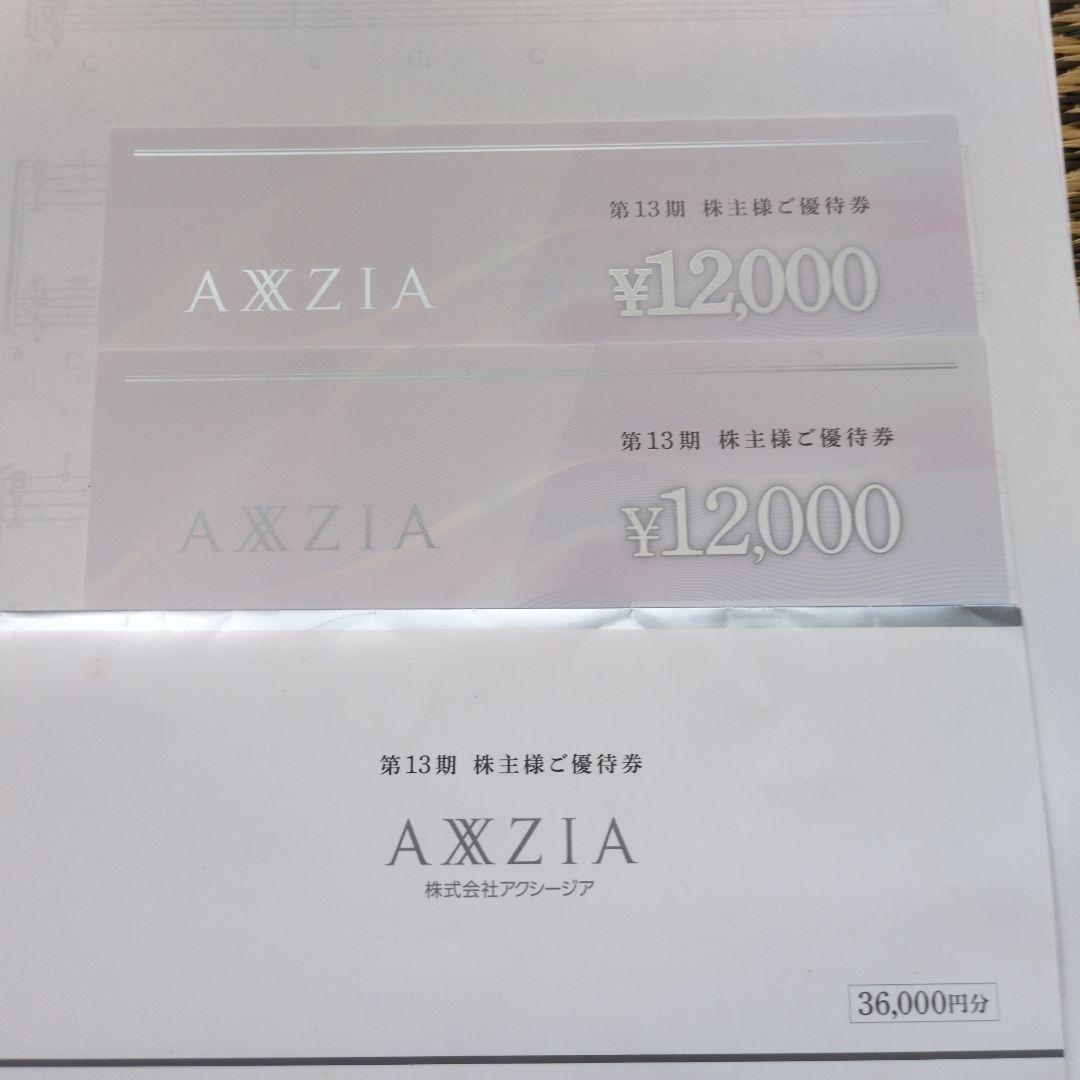 第13期 株主様ご優待券
AXXZIA
¥12,000
第13期 株主様ご優待券
AXXZIA
¥12,000
第13期 株主様ご優待券
AXXZIA
株式会社アクシージア
36,000円分